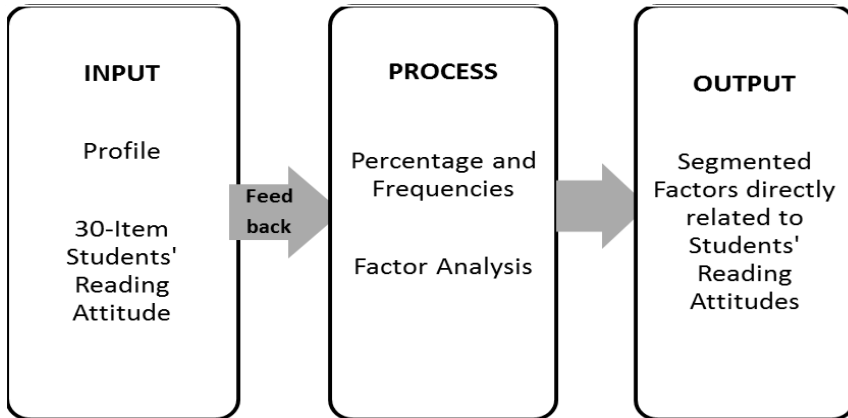 INPUT
Profile
30-Item
Students'
Reading
Attitude
Feed
back
PROCESS
Percentage and
Frequencies
Factor Analysis
OUTPUT
Segmented
Factors directly
related to
Students'
Reading
Attitudes